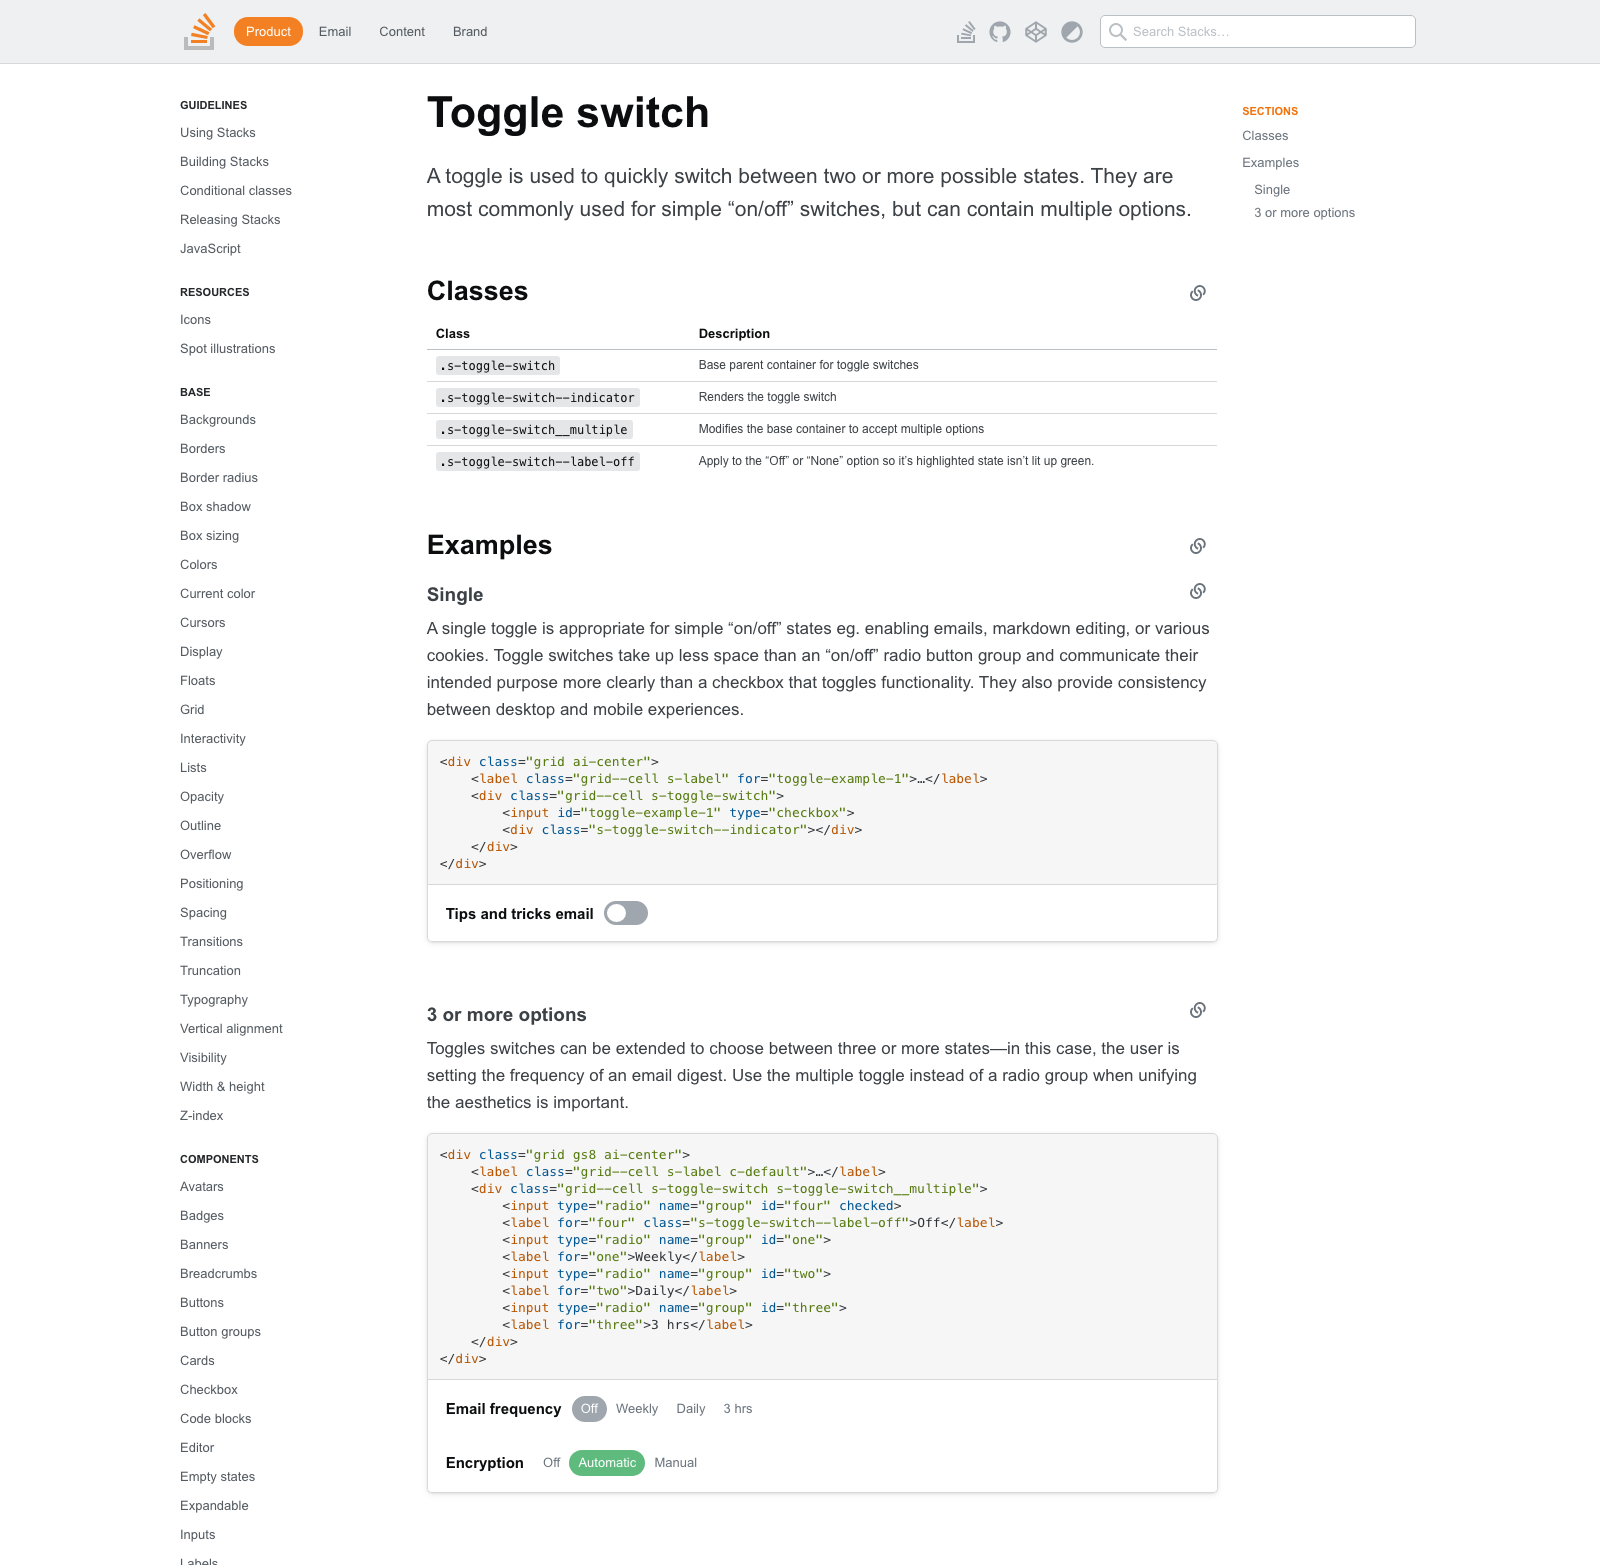 Product
Email
Content
Brand
Search Stacks…
GUIDELINES
Using Stacks
Building Stacks
Conditional classes
Releasing Stacks
JavaScript
RESOURCES
Icons
Spot illustrations
BASE
Backgrounds
Borders
Border radius
Box shadow
Box sizing
Colors
Current color
Cursors
Display
Floats
Grid
Interactivity
Lists
Opacity
Outline
Overflow
Positioning
Spacing
Transitions
Truncation
Typography
Vertical alignment
Visibility
Width & height
Z-index
COMPONENTS
Avatars
Badges
Banners
Breadcrumbs
Buttons
Button groups
Cards
Checkbox
Code blocks
Editor
Empty states
Expandable
Inputs
Labels
Toggle switch
A toggle is used to quickly switch between two or more possible states. They are
most commonly used for simple “on/off” switches, but can contain multiple options.
Classes
Class Description
.s-toggle-switch Base parent container for toggle switches
.s-toggle-switch--indicator Renders the toggle switch
.s-toggle-switch__multiple Modifies the base container to accept multiple options
.s-toggle-switch--label-off Apply to the “Off” or “None” option so it’s highlighted state isn’t lit up green.
Examples
Single
A single toggle is appropriate for simple “on/off” states eg. enabling emails, markdown editing, or various
cookies. Toggle switches take up less space than an “on/off” radio button group and communicate their
intended purpose more clearly than a checkbox that toggles functionality. They also provide consistency
between desktop and mobile experiences.
<div class="grid ai-center">
    <label class="grid--cell s-label" for="toggle-example-1">…</label>
    <div class="grid--cell s-toggle-switch">
        <input id="toggle-example-1" type="checkbox">
        <div class="s-toggle-switch--indicator"></div>
    </div>
</div>
Tips and tricks email
3 or more options
Toggles switches can be extended to choose between three or more states—in this case, the user is
setting the frequency of an email digest. Use the multiple toggle instead of a radio group when unifying
the aesthetics is important.
<div class="grid gs8 ai-center">
    <label class="grid--cell s-label c-default">…</label>
    <div class="grid--cell s-toggle-switch s-toggle-switch__multiple">
        <input type="radio" name="group" id="four" checked>
        <label for="four" class="s-toggle-switch--label-off">Off</label>
        <input type="radio" name="group" id="one">
        <label for="one">Weekly</label>
        <input type="radio" name="group" id="two">
        <label for="two">Daily</label>
        <input type="radio" name="group" id="three">
        <label for="three">3 hrs</label>
    </div>
</div>
Email frequency Off Weekly Daily 3 hrs
Encryption Off Automatic Manual
SECTIONS
Classes
Examples
Single
3 or more options